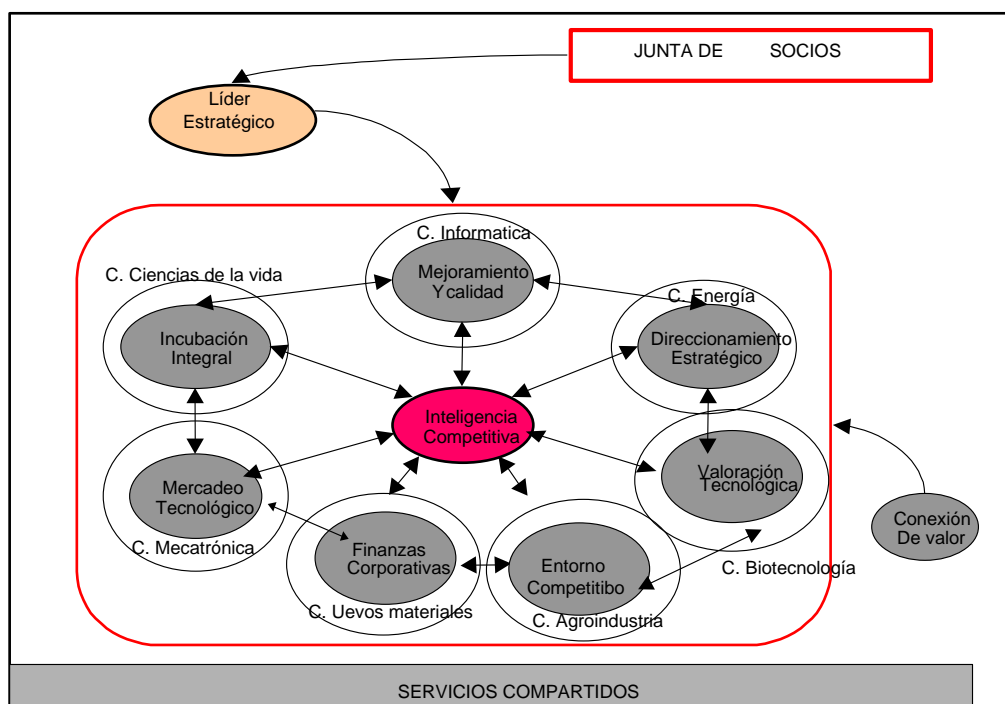 JUNTA DE SOCIOS
Líder
Estratégico
C. Informatica
Mejoramiento
Ycalidad
C. Ciencias de la vida
Incubación
Integral
C. Energía
Direccionamiento
Estratégico
Inteligencia
Competitiva
Mercadeo
Tecnológico
C. Mecatrónica
Valoración
Tecnológica
C. Biotecnología
Conexión
De valor
Finanzas
Corporativas
C. Uevos materiales
Entorno
Competitibo
C. Agroindustria
SERVICIOS COMPARTIDOS